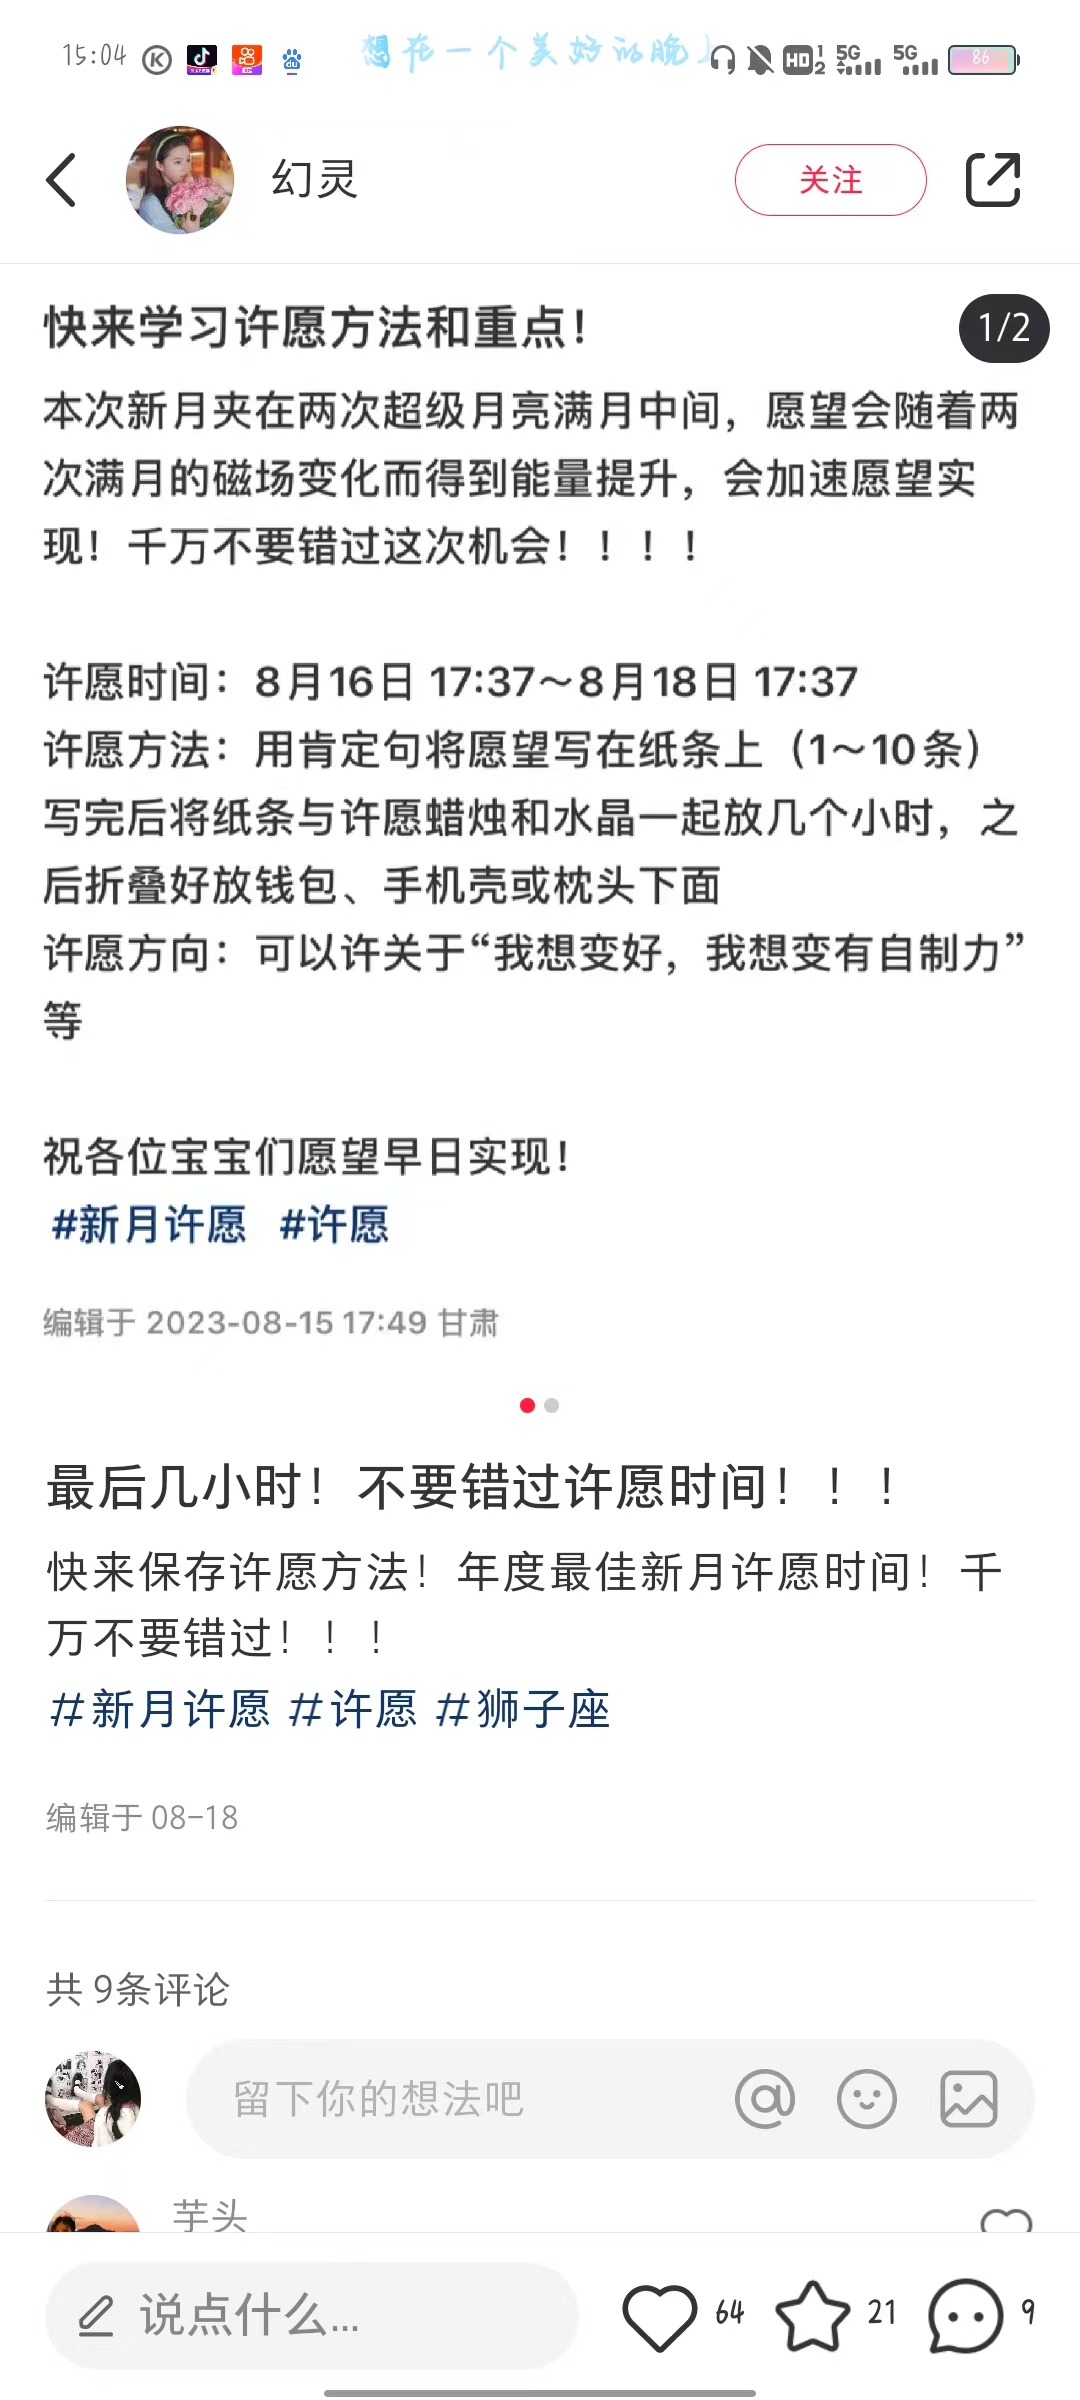 15:04
想在一个美好的晚上
HD 1 2 5G 5G 86
幻灵
关注
快来学习许愿方法和重点！
1/2
本次新月夹在两次超级月亮满月中间，愿望会随着两
次满月的磁场变化而得到能量提升，会加速愿望实
现！千万不要错过这次机会！！！！
许愿时间：8月16日 17:37～8月18日 17:37
许愿方法：用肯定句将愿望写在纸条上（1～10条）
写完后将纸条与许愿蜡烛和水晶一起放几个小时，之
后折叠好放钱包、手机壳或枕头下面
许愿方向：可以许关于“我想变好，我想变有自制力”
等
祝各位宝宝们愿望早日实现！
#新月许愿 #许愿
编辑于 2023-08-15 17:49 甘肃
最后几小时！不要错过许愿时间！！！
快来保存许愿方法！年度最佳新月许愿时间！千
万不要错过！！！
#新月许愿 #许愿 #狮子座
编辑于 08-18
共 9条评论
留下你的想法吧
芋头
说点什么...
64
21
9